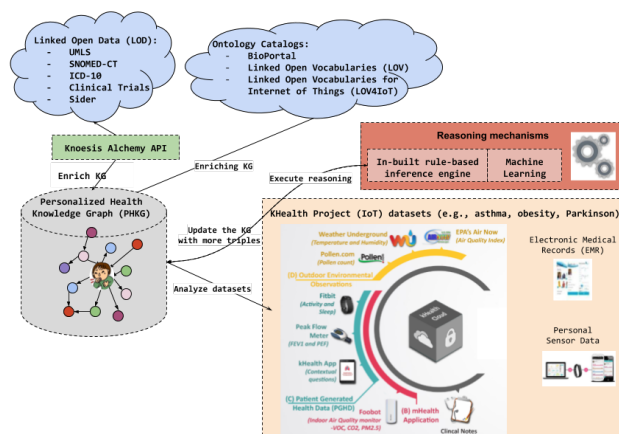 Linked Open Data (LOD):
- UMLS
- SNOMED-CT
- ICD-10
- Clinical Trials
- Sider
Ontology Catalogs:
- BioPortal
- Linked Open Vocabularies (LOV)
- Linked Open Vocabularies for
Internet of Things (LOV4IoT)
Knoesis Alchemy API
Enrich KG
Enriching KG
Reasoning mechanisms
In-built rule-based
inference engine
Machine
Learning
Execute reasoning
Personalized Health
Knowledge Graph (PHKG)
Update the KG
with more triples
Analyze datasets
KHealth Project (IoT) datasets (e.g., asthma, obesity, Parkinson)
Weather Underground
(Temperature and Humidity)
EPA's Air Now
(Air Quality Index)
Pollen.com
(Pollen count)
Pollen
(D) Outdoor Environmental
Observations
Fitbit
(Activity and
Sleep)
Peak Flow
Meter
(FEV1 and PEF)
kHealth App
(Contextual
questions)
(C) Patient Generated
Health Data (PGHD)
Foobot
(Indoor Air Quality monitor
-VOC, CO2, PM2.5)
(B) mHealth
Application
Clinical Notes
kHealth
Cloud
Electronic Medical
Records (EMR)
Personal
Sensor Data